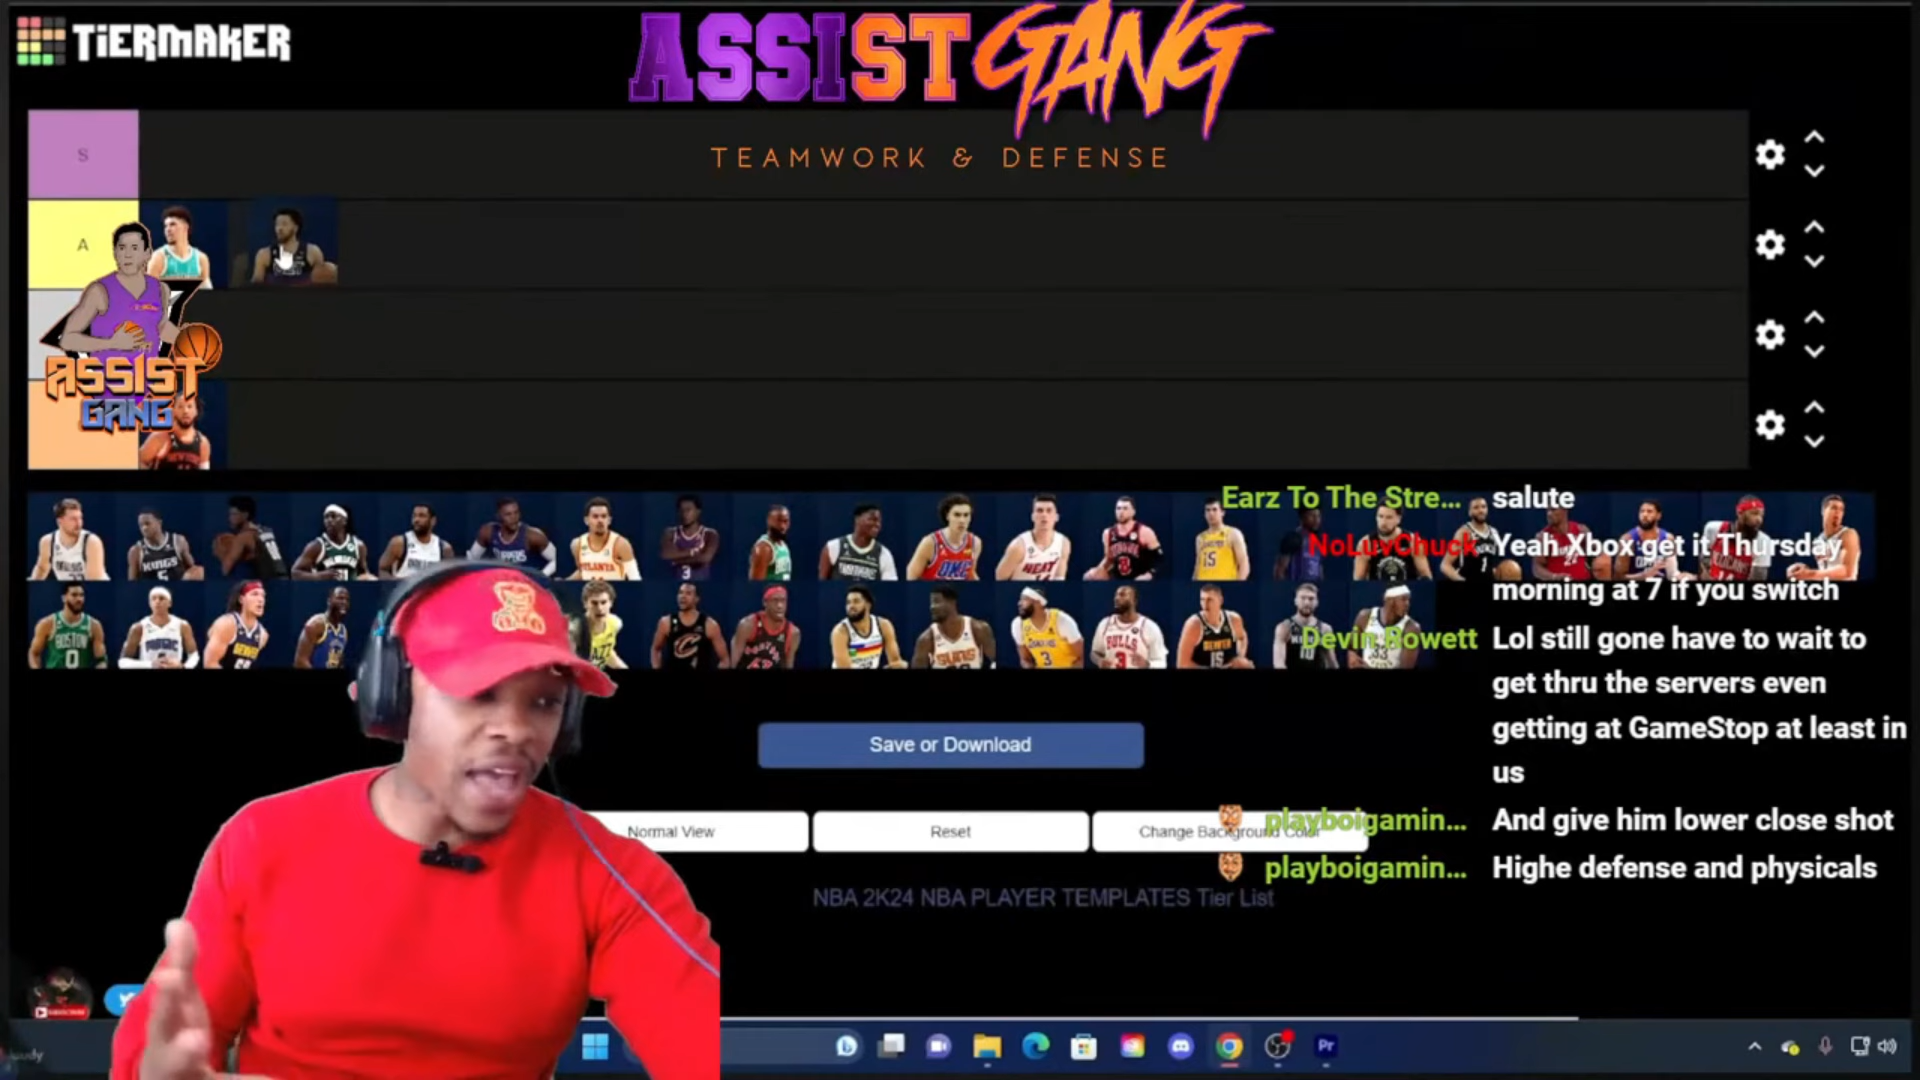 TiERMAKER
ASSIST GANG
TEAMWORK & DEFENSE
S
A
ASSIST
GANG
Earz To The Stre... salute
NoLuvChuck Yeah Xbox get it Thursday
morning at 7 if you switch
Devin Bowett Lol still gone have to wait to
get thru the servers even
getting at GameStop at least in
us
playboigamin... And give him lower close shot
playboigamin... Highe defense and physicals
Save or Download
Normal View
Reset
Change Background Color
NBA 2K24 NBA PLAYER TEMPLATES Tier List
Pr